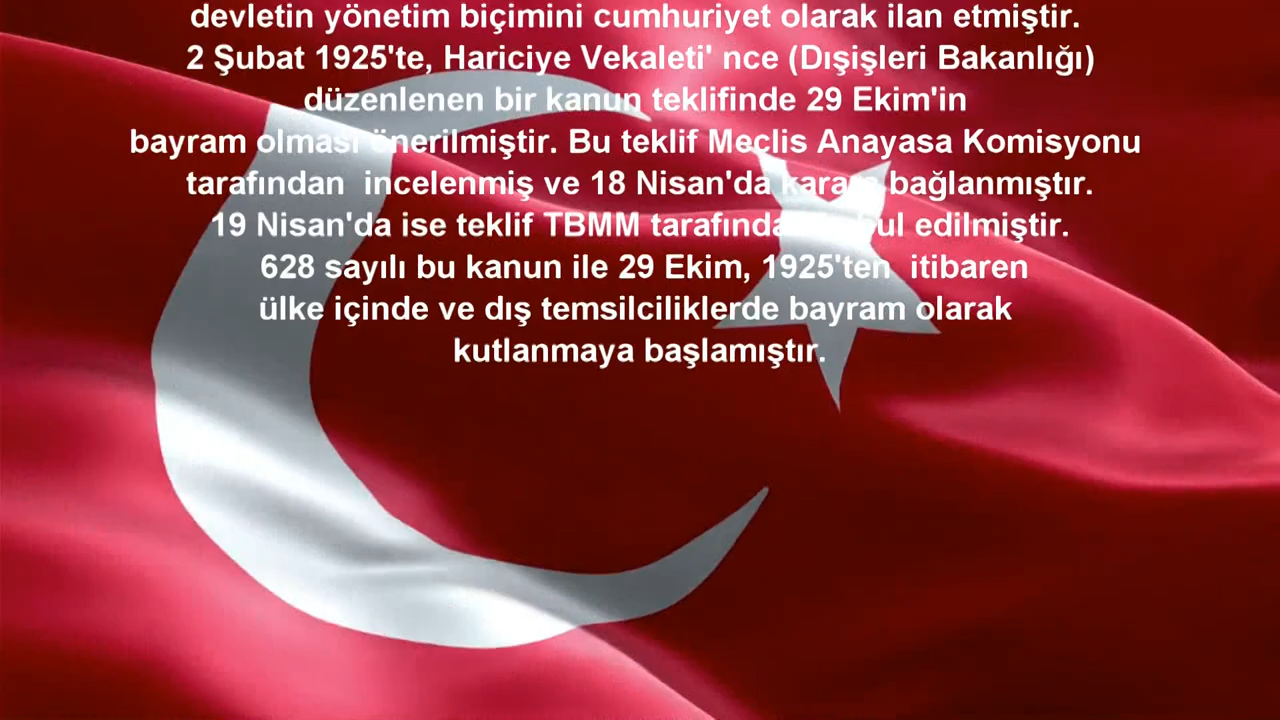 devletin yönetim biçimini cumhuriyet olarak ilan etmiştir.
2 Şubat 1925'te, Hariciye Vekaleti' nce (Dışişleri Bakanlığı)
düzenlenen bir kanun teklifinde 29 Ekim'in
bayram olması önerilmiştir. Bu teklif Meclis Anayasa Komisyonu
tarafından  incelenmiş ve 18 Nisan'da karara bağlanmıştır.
19 Nisan'da ise teklif TBMM tarafından kabul edilmiştir.
628 sayılı bu kanun ile 29 Ekim, 1925'ten  itibaren
ülke içinde ve dış temsilciliklerde bayram olarak
kutlanmaya başlamıştır.